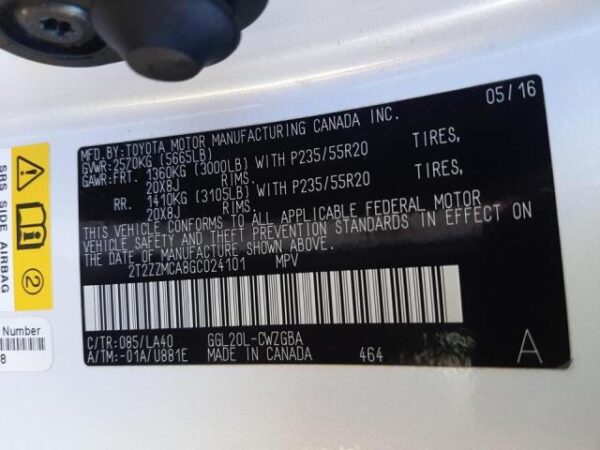 05/16
MFD.BY:TOYOTA MOTOR MANUFACTURING CANADA INC.
GVWR:2570KG (5665LB)
GAWR:FRT. 1360KG (3000LB) WITH P235/55R20 TIRES,
20X8J RIMS
RR. 1410KG (3105LB) WITH P235/55R20 TIRES,
20X8J RIMS.
THIS VEHICLE CONFORMS TO ALL APPLICABLE FEDERAL MOTOR
VEHICLE SAFETY AND THEFT PREVENTION STANDARDS IN EFFECT ON
THE DATE OF MANUFACTURE SHOWN ABOVE.
2T2ZZMCA8GC024101 MPV
C/TR:085/LA40 GGL20L-CWZGBA
A/TM:-01A/U881E MADE IN CANADA 464 A
SRS SIDE AIRBAG
2
Number
8